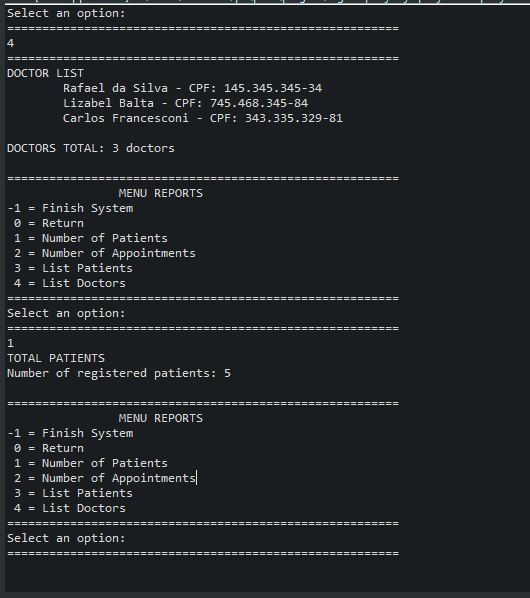 Select an option:
========================================================
4
========================================================
DOCTOR LIST
        Rafael da Silva - CPF: 145.345.345-34
        Lizabel Balta - CPF: 745.468.345-84
        Carlos Francesconi - CPF: 343.335.329-81
DOCTORS TOTAL: 3 doctors
========================================================
                MENU REPORTS
-1 = Finish System
 0 = Return
 1 = Number of Patients
 2 = Number of Appointments
 3 = List Patients
 4 = List Doctors
========================================================
Select an option:
========================================================
1
TOTAL PATIENTS
Number of registered patients: 5
========================================================
                MENU REPORTS
-1 = Finish System
 0 = Return
 1 = Number of Patients
 2 = Number of Appointments
 3 = List Patients
 4 = List Doctors
========================================================
Select an option:
========================================================